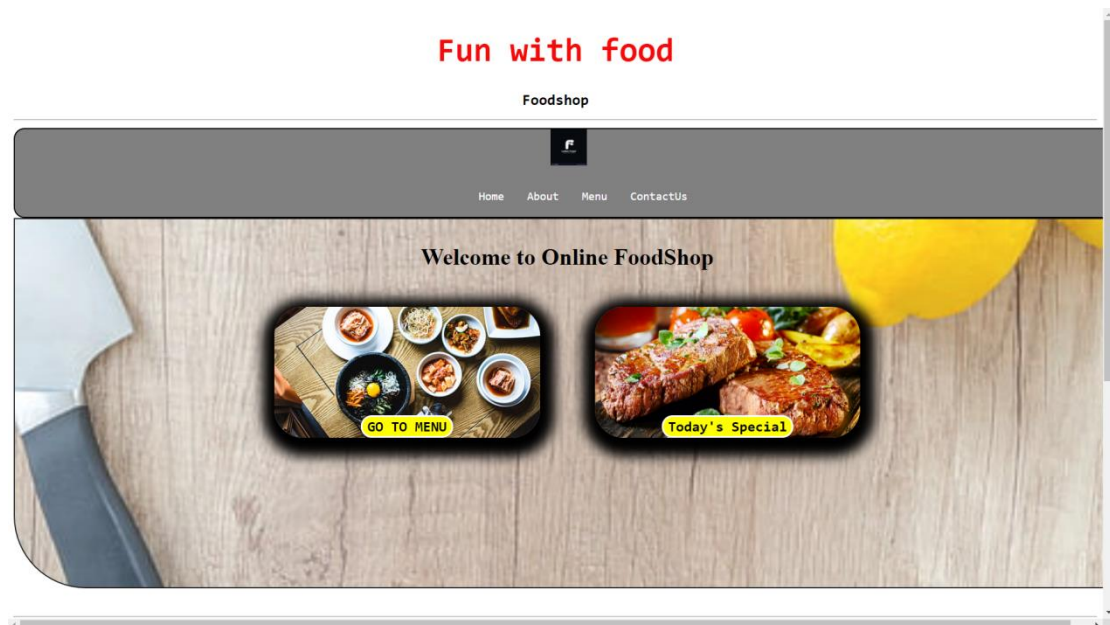 Fun with food
Foodshop
Home About Menu ContactUs
Welcome to Online FoodShop
GO TO MENU
Today's Special